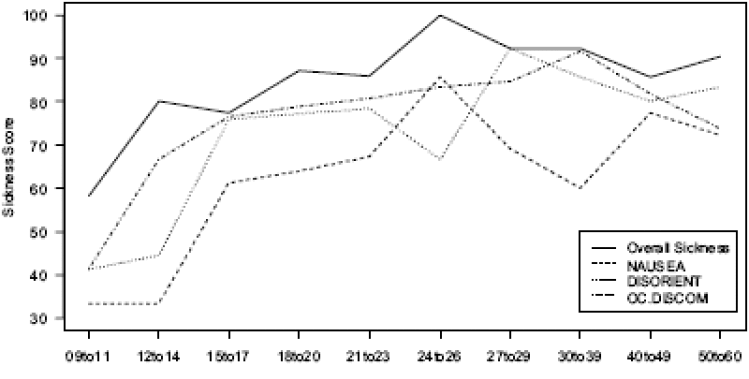 Sickness Score
100
90
80
70
60
50
40
30
Overall Sickness
NAUSEA
DISORIENT
OC.DISCOM
09to11 12to14 15to17 18to20 21to23 24to26 27to29 30to39 40to49 50to60